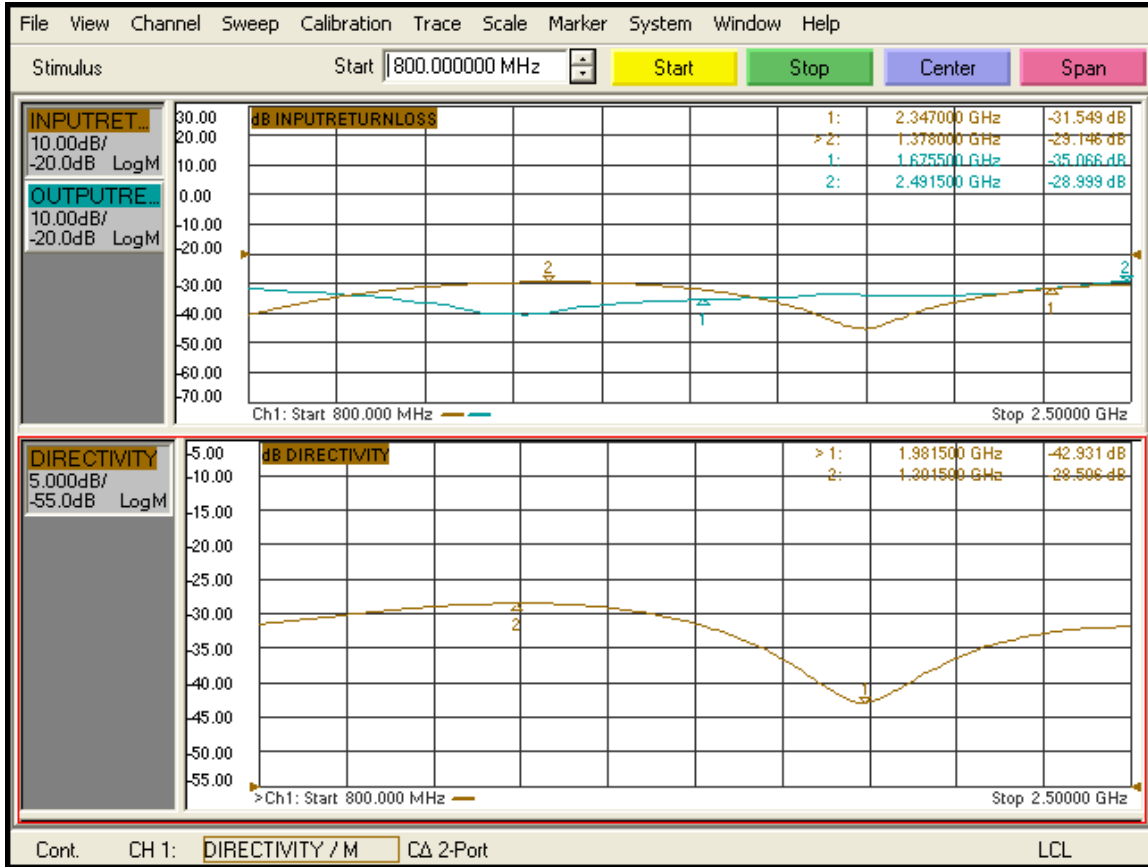 File View Channel Sweep Calibration Trace Scale Marker System Window Help
Stimulus Start 800.000000 MHz Start Stop Center Span
INPUTRET...
10.00dB/
-20.0dB LogM
OUTPUTRE...
10.00dB/
-20.0dB LogM
30.00
20.00
10.00
0.00
-10.00
-20.00
-30.00
-40.00
-50.00
-60.00
-70.00
dB INPUTRETURNLOSS
1: 2.347000 GHz -31.549 dB
> 2: 1.378000 GHz -29.146 dB
1: 1.675500 GHz -35.066 dB
2: 2.491500 GHz -28.999 dB
2
2
1
1
Ch1: Start 800.000 MHz
Stop 2.50000 GHz
DIRECTIVITY
5.000dB/
-55.0dB LogM
-5.00
-10.00
-15.00
-20.00
-25.00
-30.00
-35.00
-40.00
-45.00
-50.00
-55.00
dB DIRECTIVITY
> 1: 1.981500 GHz -42.931 dB
2: 1.301500 GHz -28.506 dB
2
1
>Ch1: Start 800.000 MHz
Stop 2.50000 GHz
Cont. CH 1: DIRECTIVITY / M CΔ 2-Port LCL